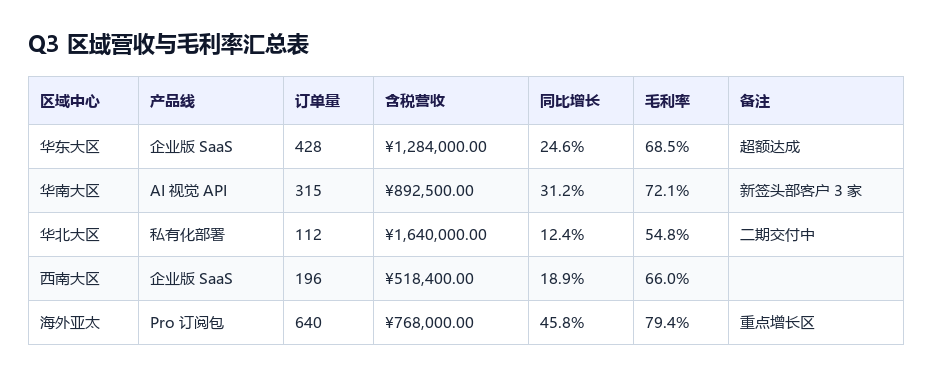 Q3 区域营收与毛利率汇总表
区域中心 产品线 订单量 含税营收 同比增长 毛利率 备注
华东大区 企业版 SaaS 428 ¥1,284,000.00 24.6% 68.5% 超额达成
华南大区 AI 视觉 API 315 ¥892,500.00 31.2% 72.1% 新签头部客户 3 家
华北大区 私有化部署 112 ¥1,640,000.00 12.4% 54.8% 二期交付中
西南大区 企业版 SaaS 196 ¥518,400.00 18.9% 66.0%
海外亚太 Pro 订阅包 640 ¥768,000.00 45.8% 79.4% 重点增长区